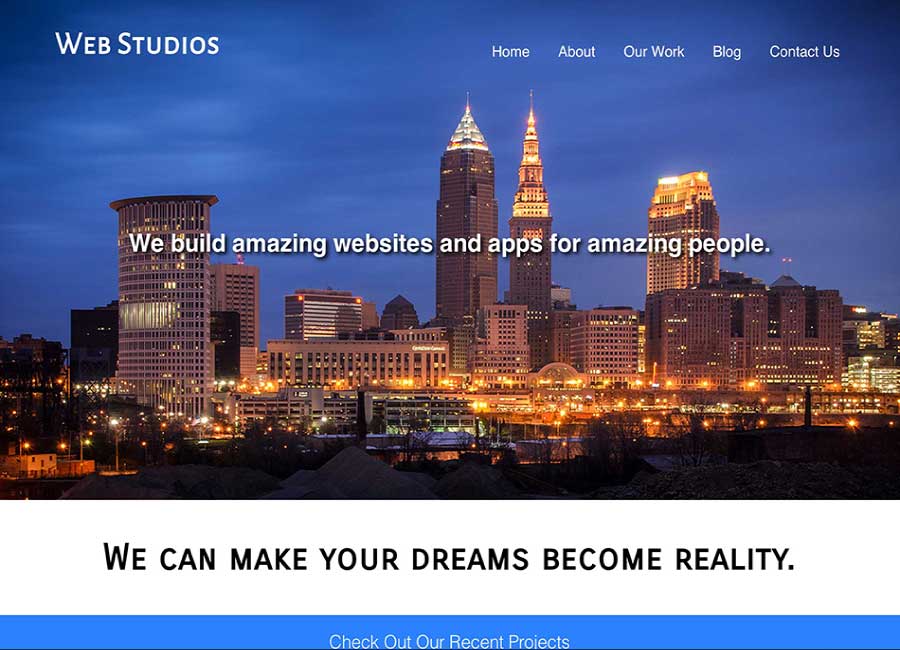 Web Studios
Home About Our Work Blog Contact Us
We build amazing websites and apps for amazing people.
We can make your dreams become reality.
Check Out Our Recent Projects